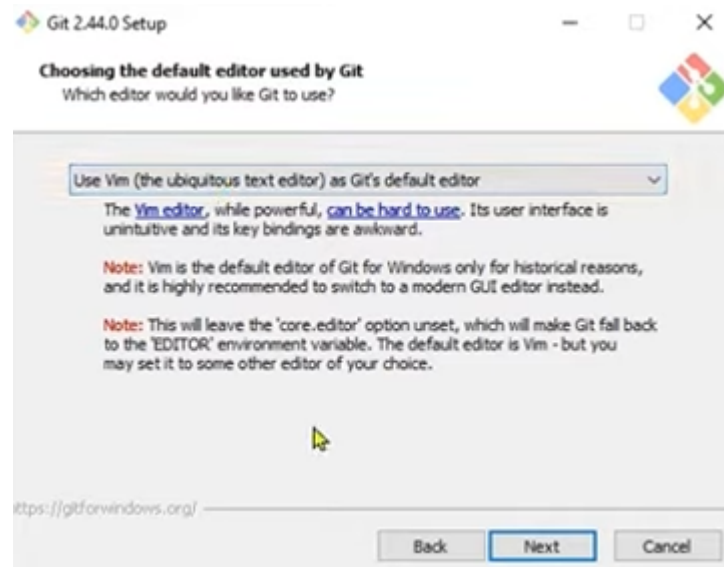 Git 2.44.0 Setup
Choosing the default editor used by Git
Which editor would you like Git to use?
Use Vim (the ubiquitous text editor) as Git's default editor
The Vim editor, while powerful, can be hard to use. Its user interface is
unintuitive and its key bindings are awkward.
Note: Vim is the default editor of Git for Windows only for historical reasons,
and it is highly recommended to switch to a modern GUI editor instead.
Note: This will leave the 'core.editor' option unset, which will make Git fall back
to the 'EDITOR' environment variable. The default editor is Vim - but you
may set it to some other editor of your choice.
https://gitforwindows.org/
Back Next Cancel